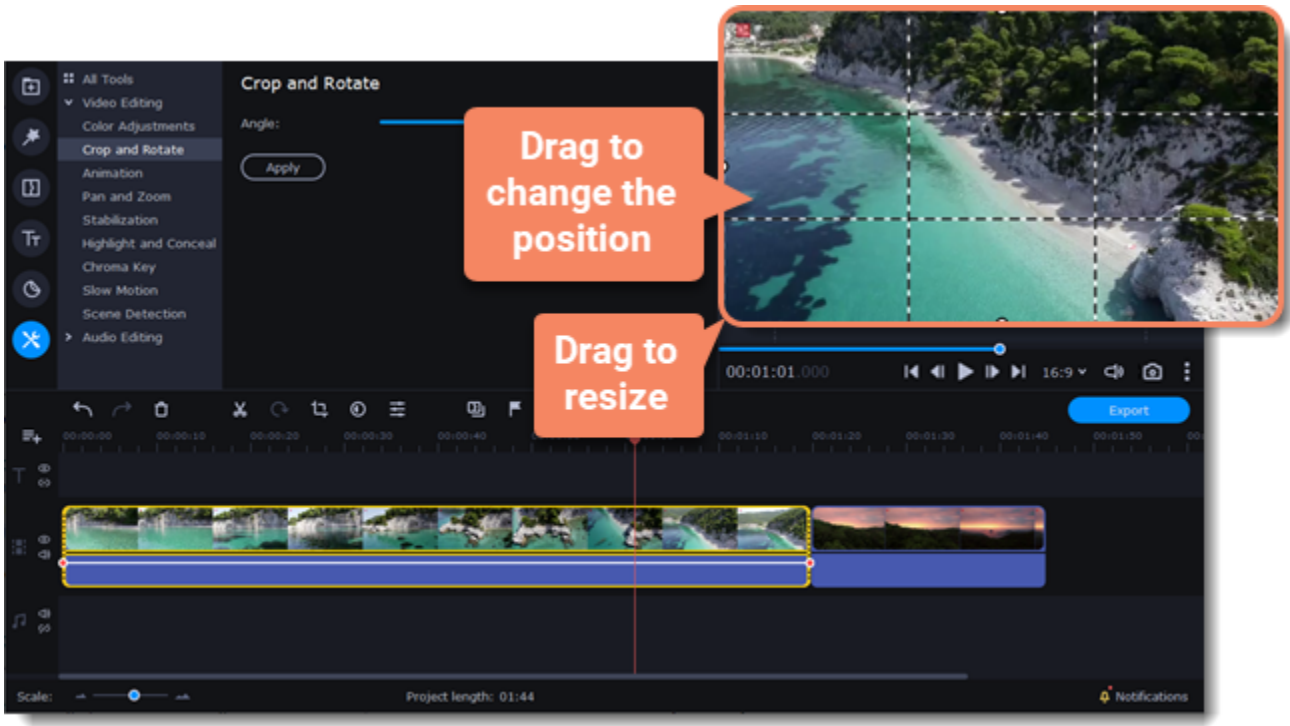 All Tools
Video Editing
Color Adjustments
Crop and Rotate
Animation
Pan and Zoom
Stabilization
Highlight and Conceal
Chroma Key
Slow Motion
Scene Detection
Audio Editing
Crop and Rotate
Angle:
Apply
Drag to
change the
position
Drag to
resize
00:01:01.000
16:9
Export
00:00:00 00:00:10 00:00:20 00:00:30 00:00:40 00:01:10 00:01:20 00:01:30 00:01:40 00:01:50
Scale:
Project length: 01:44
Notifications